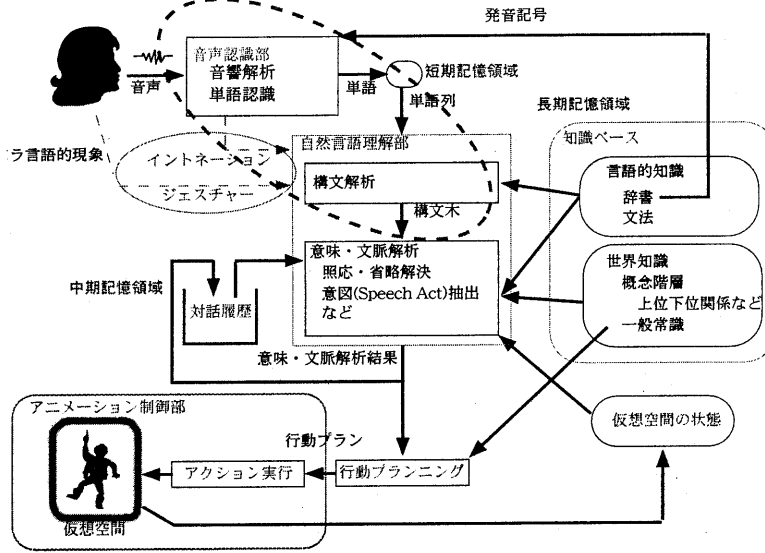 発音記号
音声認識部
音響解析
単語認識
音声
単語
短期記憶領域
単語列
長期記憶領域
知識ベース
自然言語理解部
ラ言語的現象
イントネーション
ジェスチャー
構文解析
構文木
言語的知識
辞書
文法
意味・文脈解析
照応・省略解決
意図(Speech Act)抽出
など
世界知識
概念階層
上位下位関係など
一般常識
中期記憶領域
対話履歴
意味・文脈解析結果
アニメーション制御部
仮想空間の状態
行動プラン
アクション実行
行動プランニング
仮想空間